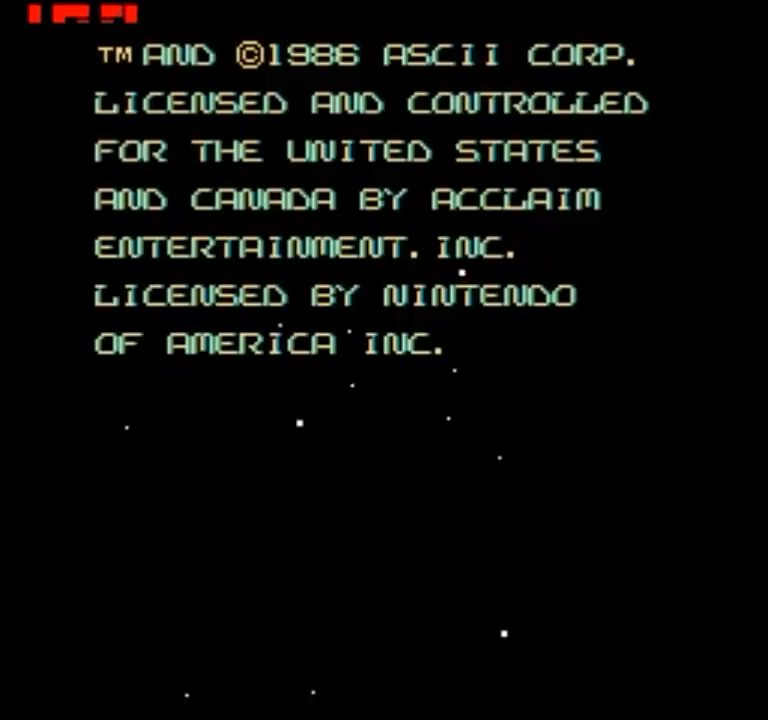 ™ AND ©1986 ASCII CORP.
LICENSED AND CONTROLLED
FOR THE UNITED STATES
AND CANADA BY ACCLAIM
ENTERTAINMENT. INC.
LICENSED BY NINTENDO
OF AMERICA INC.